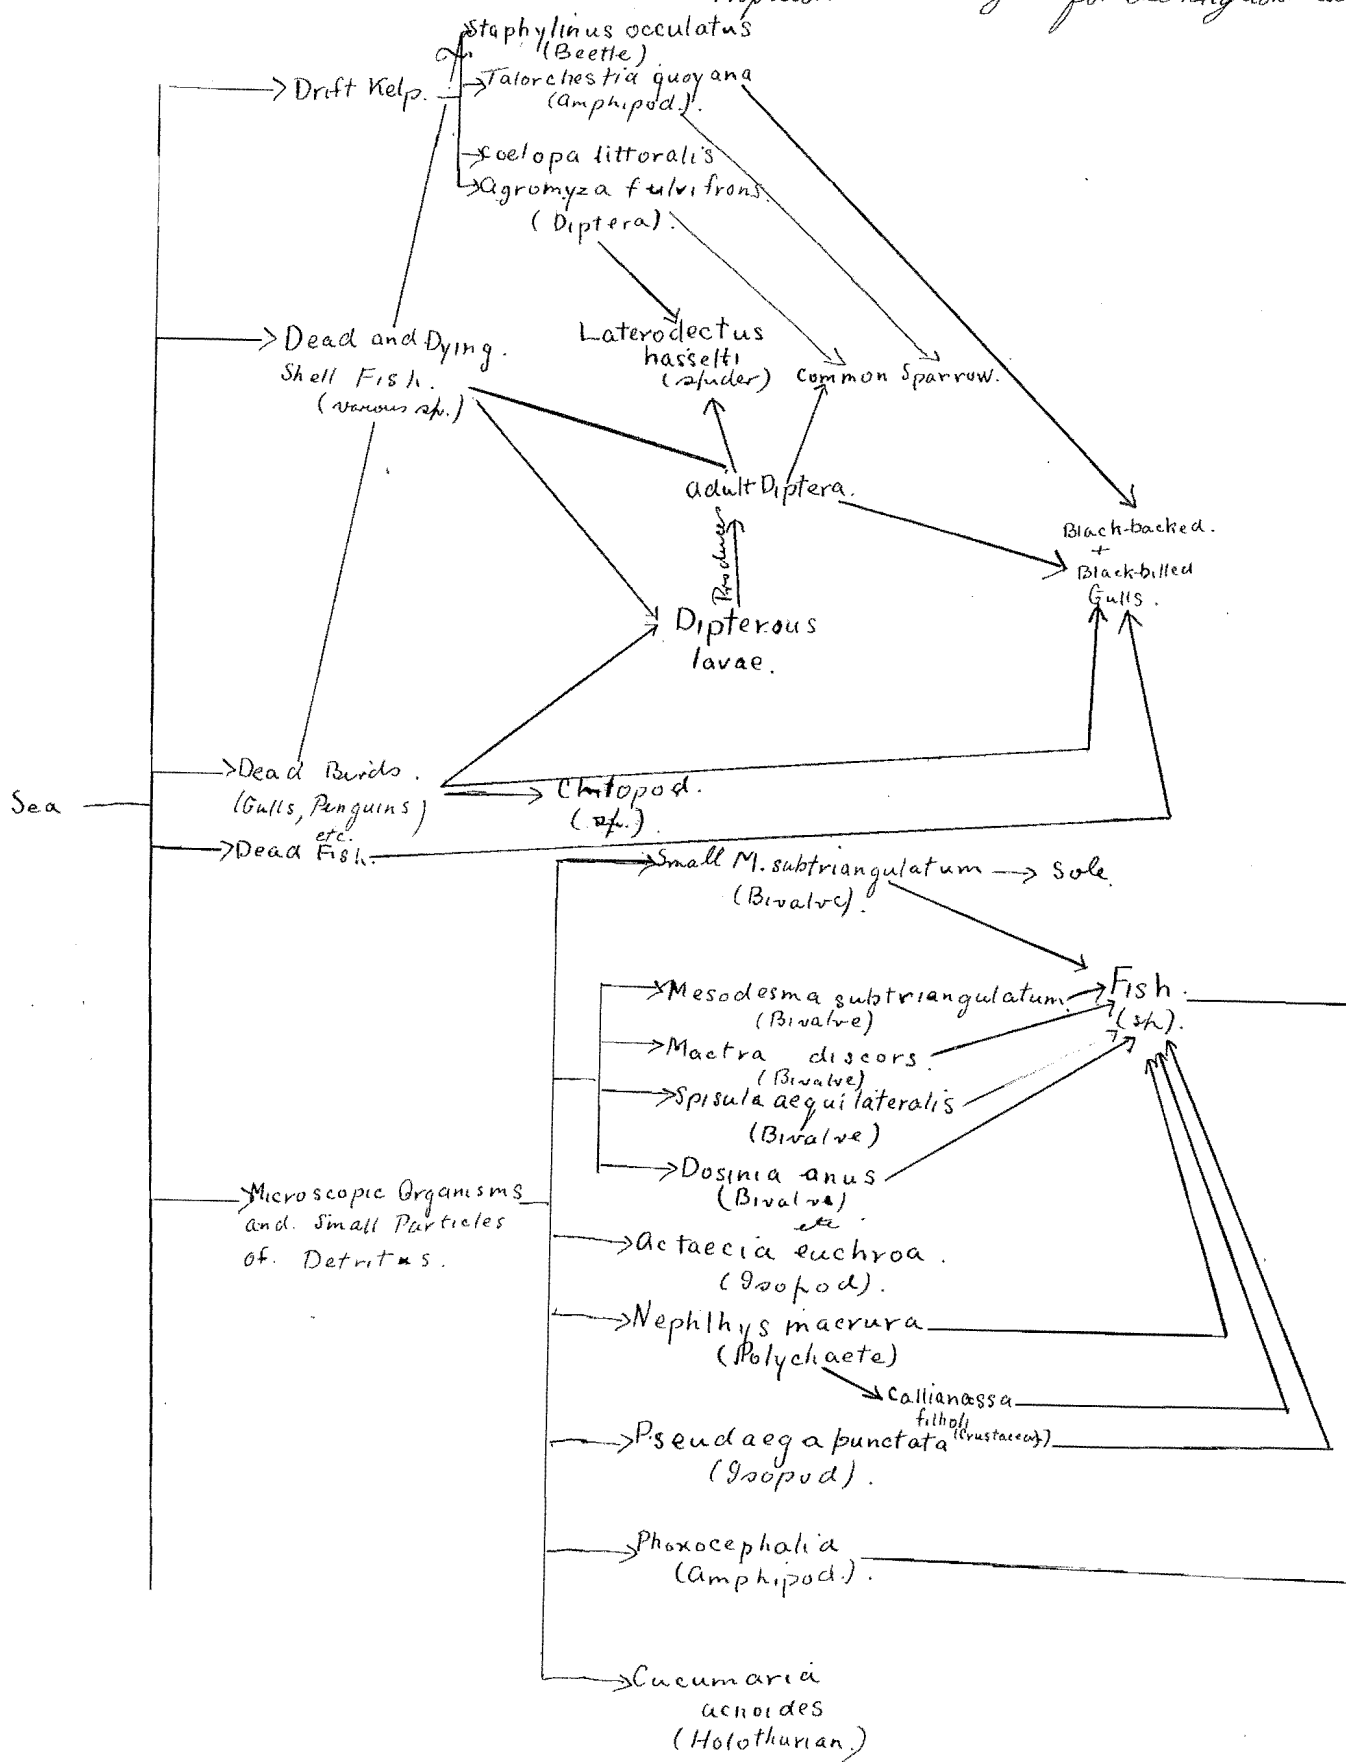 for
Staphylinus occulatus
(Beetle)
Drift Kelp.
Talorchestia quoyana
(Amphipod.).
Coelopa littoralis
Agromyza fulvifrons.
(Diptera).
Dead and Dying.
Shell Fish.
(various sp.)
Laterodectus
hasselti
(spider)
Common Sparrow.
Adult Diptera.
Produces
Black-backed.
+
Black-billed
Gulls.
Dipterous
lavae.
Sea
Dead Birds.
(Gulls, Penguins)
etc.
Chitopod.
(sp.).
Dead Fish.
Small M. subtriangulatum
(Bivalve).
Sole.
Fish.
(sp).
Mesodesma subtriangulatum.
(Bivalve)
Mactra discors.
(Bivalve)
Spisula aequilateralis
(Bivalve)
Dosinia anus
(Bivalve)
etc.
Microscopic Organisms
and. Small Particles
of. Detritus.
Actaecia euchroa.
(Isopod).
Nephthys macrura
(Polychaete)
Callianassa
filholi
(Crustacea)
Pseudaega punctata
(Isopod).
Phoxocephalia
(Amphipod.).
Cucumaria
(Holothurian.)